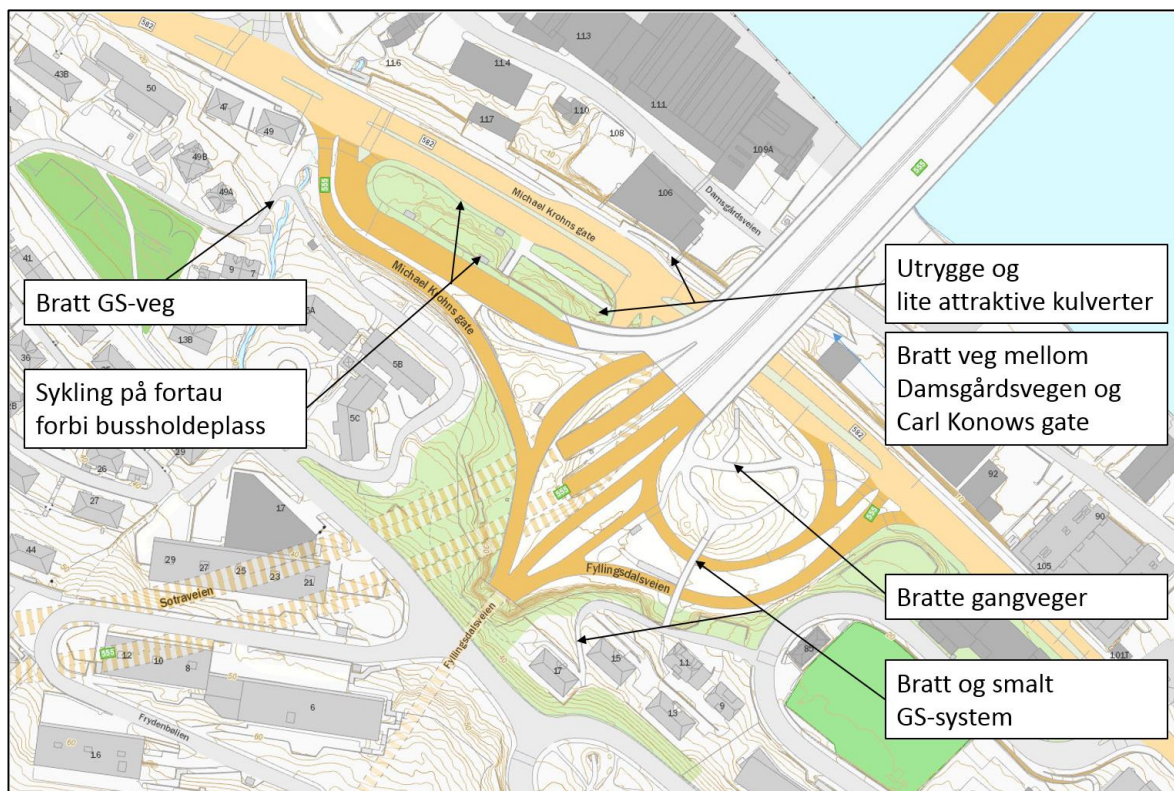 582
113
116
114
43B
50
111
47
117
110
582
49
108
109A
49B
555
555
106
49A
Michael Krohns gate
Damsgårdsveien
41
9
7
Utrygge og
lite attraktive kulverter
Bratt GS-veg
Michael Krohns gate
13B
5B
36
Bratt veg mellom
Damsgårdsvegen og
Carl Konows gate
Sykling på fortau
forbi bussholdeplass
5C
582
29
26
92
27
17
555
555
90
44
29
27
25
23
21
Fyllingsdalsveien
105
Sotraveien
Bratte gangveger
Fyllingsdalsveien
555
12
10
8
17
15
11
6
13
9
Bratt og smalt
GS-system
Frydenbølien
16